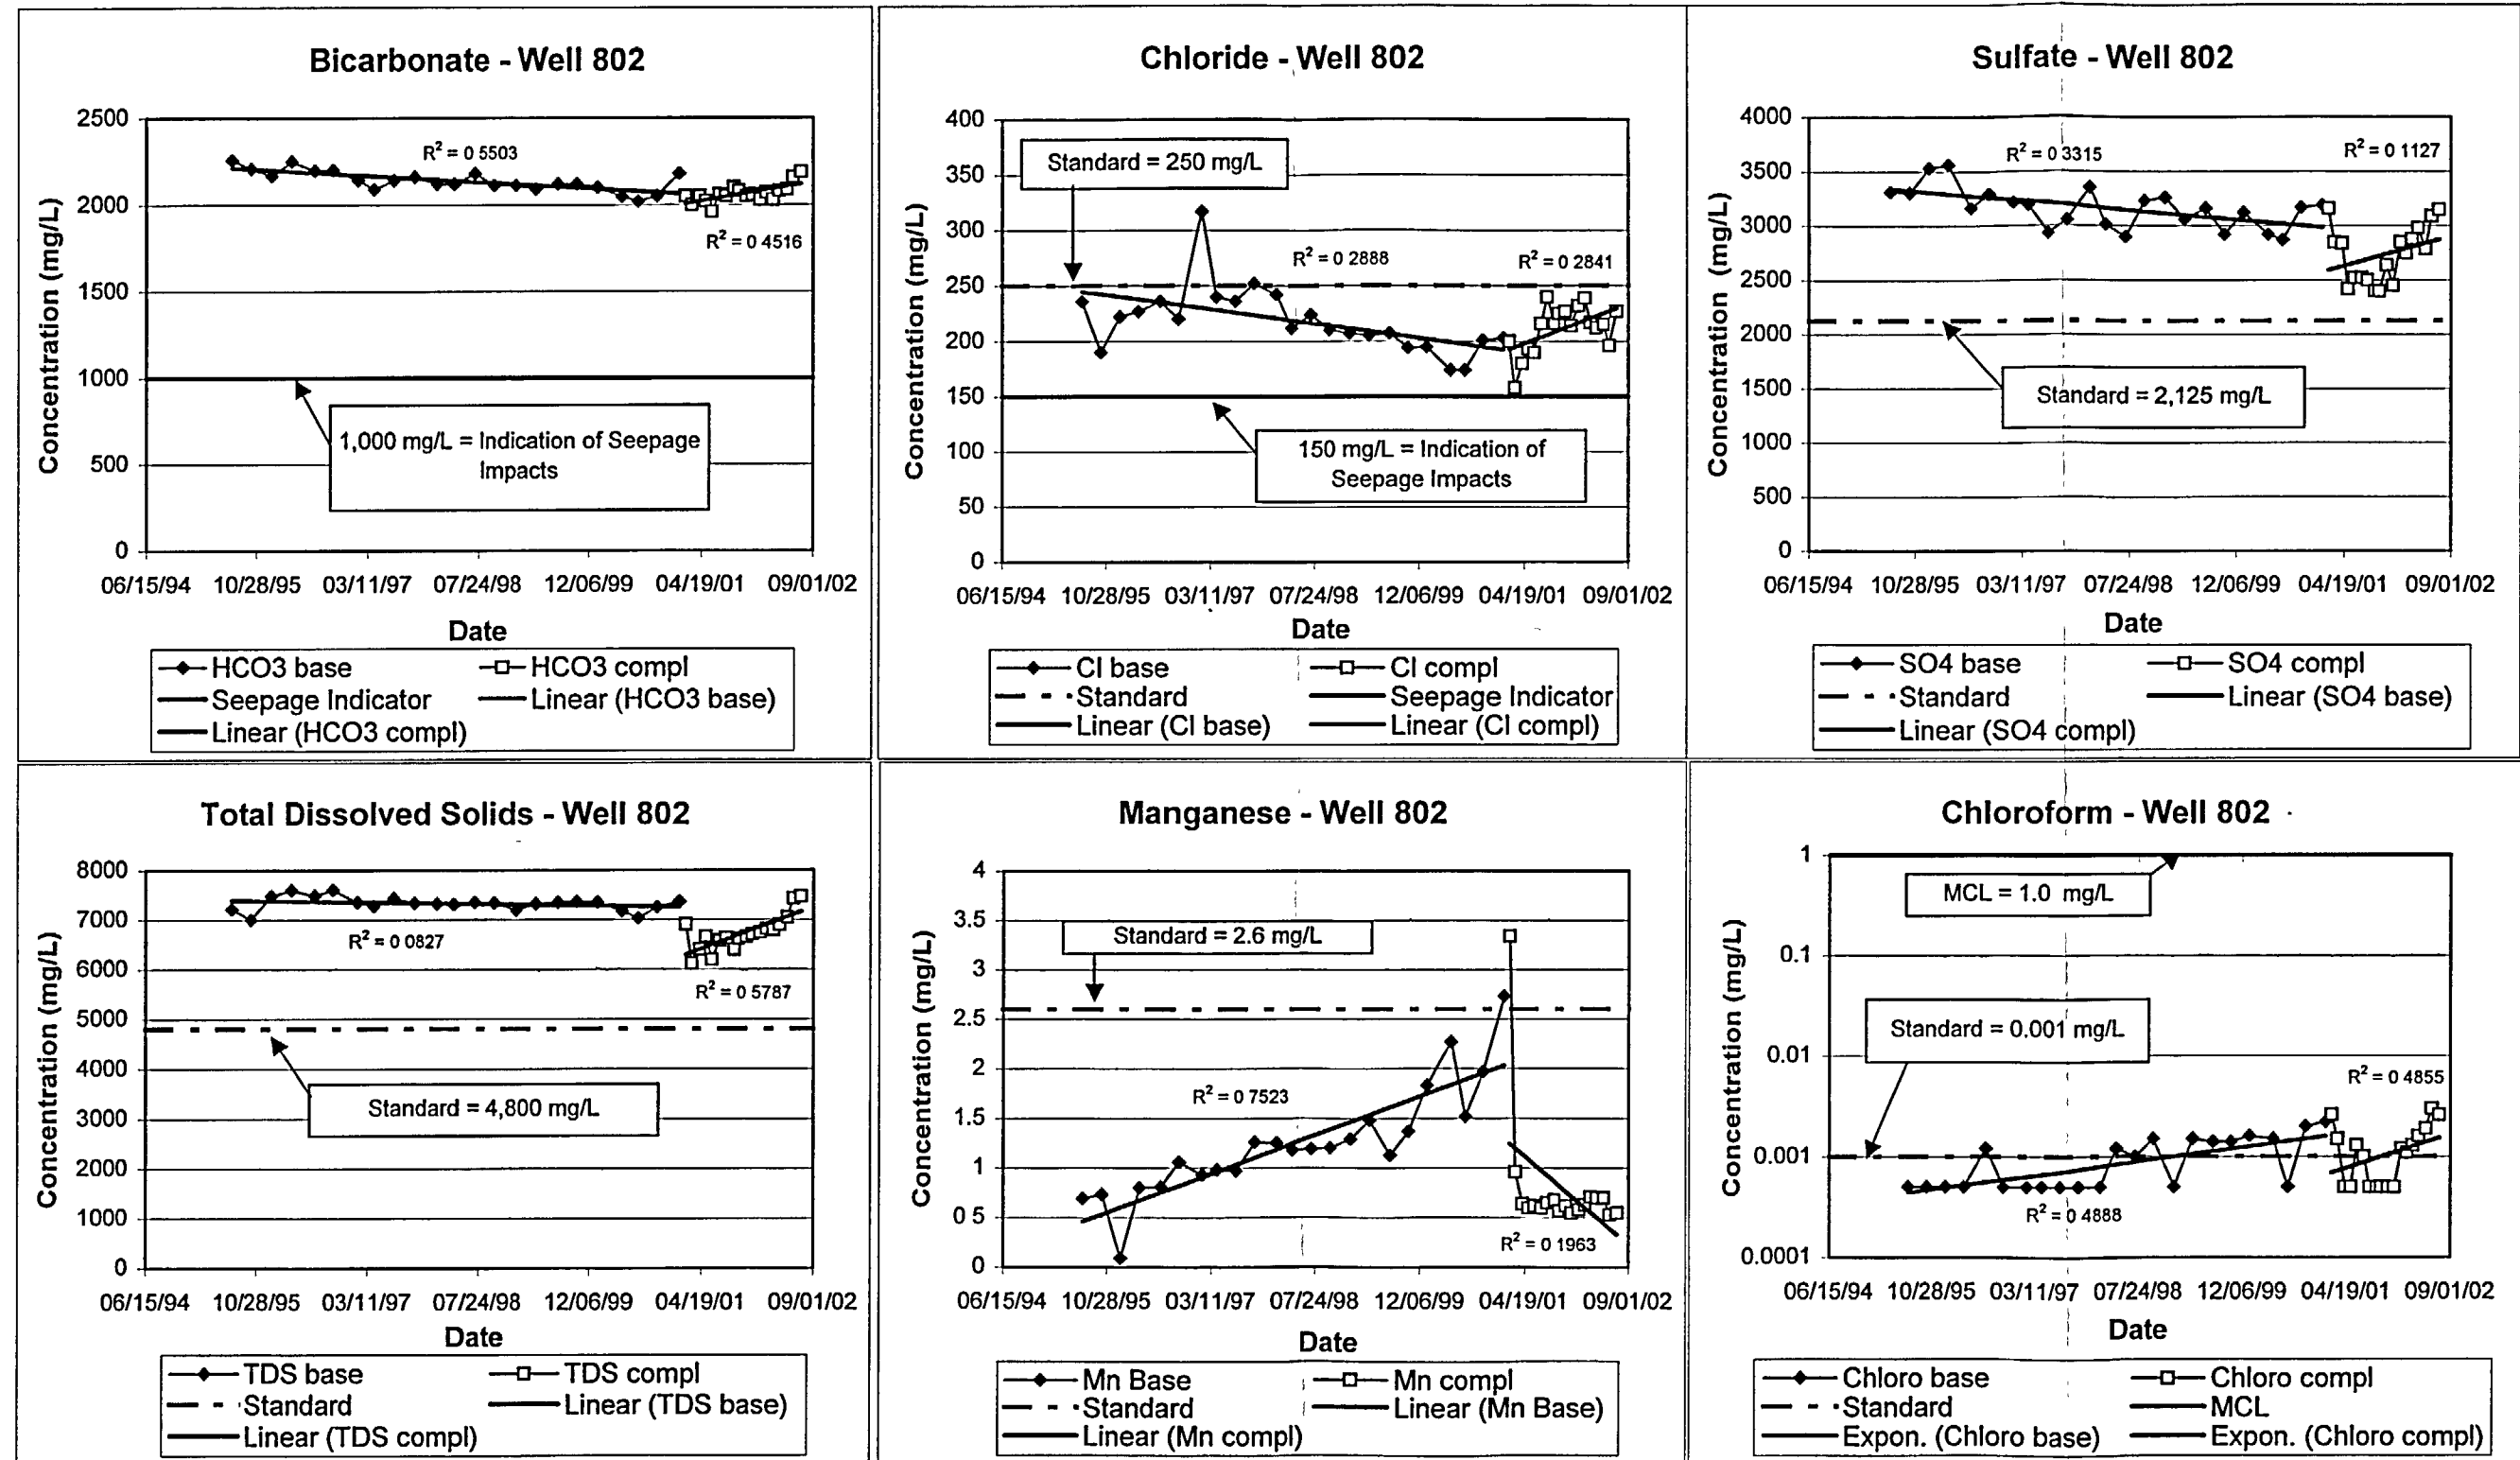 Bicarbonate - Well 802
2500
2000
1500
1000
500
0
Concentration (mg/L)
R² = 0 5503
R² = 0 4516
1,000 mg/L = Indication of Seepage
Impacts
06/15/94 10/28/95 03/11/97 07/24/98 12/06/99 04/19/01 09/01/02
Date
HCO3 base HCO3 compl
Seepage Indicator Linear (HCO3 base)
Linear (HCO3 compl)
Chloride - Well 802
400
350
300
250
200
150
100
50
0
Concentration (mg/L)
Standard = 250 mg/L
R² = 0 2888
R² = 0 2841
150 mg/L = Indication of
Seepage Impacts
06/15/94 10/28/95 03/11/97 07/24/98 12/06/99 04/19/01 09/01/02
Date
Cl base Cl compl
Standard Seepage Indicator
Linear (Cl base) Linear (Cl compl)
Sulfate - Well 802
4000
3500
3000
2500
2000
1500
1000
500
0
Concentration (mg/L)
R² = 0 3315
R² = 0 1127
Standard = 2,125 mg/L
06/15/94 10/28/95 03/11/97 07/24/98 12/06/99 04/19/01 09/01/02
Date
SO4 base SO4 compl
Standard Linear (SO4 base)
Linear (SO4 compl)
Total Dissolved Solids - Well 802
8000
7000
6000
5000
4000
3000
2000
1000
0
Concentration (mg/L)
R² = 0 0827
R² = 0 5787
Standard = 4,800 mg/L
06/15/94 10/28/95 03/11/97 07/24/98 12/06/99 04/19/01 09/01/02
Date
TDS base TDS compl
Standard Linear (TDS base)
Linear (TDS compl)
Manganese - Well 802
4
3.5
3
2.5
2
1.5
1
0 5
0
Concentration (mg/L)
Standard = 2.6 mg/L
R² = 0 7523
R² = 0 1963
06/15/94 10/28/95 03/11/97 07/24/98 12/06/99 04/19/01 09/01/02
Date
Mn Base Mn compl
Standard Linear (Mn Base)
Linear (Mn compl)
Chloroform - Well 802
1
0.1
0.01
0.001
0.0001
Concentration (mg/L)
MCL = 1.0 mg/L
Standard = 0.001 mg/L
R² = 0 4855
R² = 0 4888
06/15/94 10/28/95 03/11/97 07/24/98 12/06/99 04/19/01 09/01/02
Date
Chloro base Chloro compl
Standard MCL
Expon. (Chloro base) Expon. (Chloro compl)